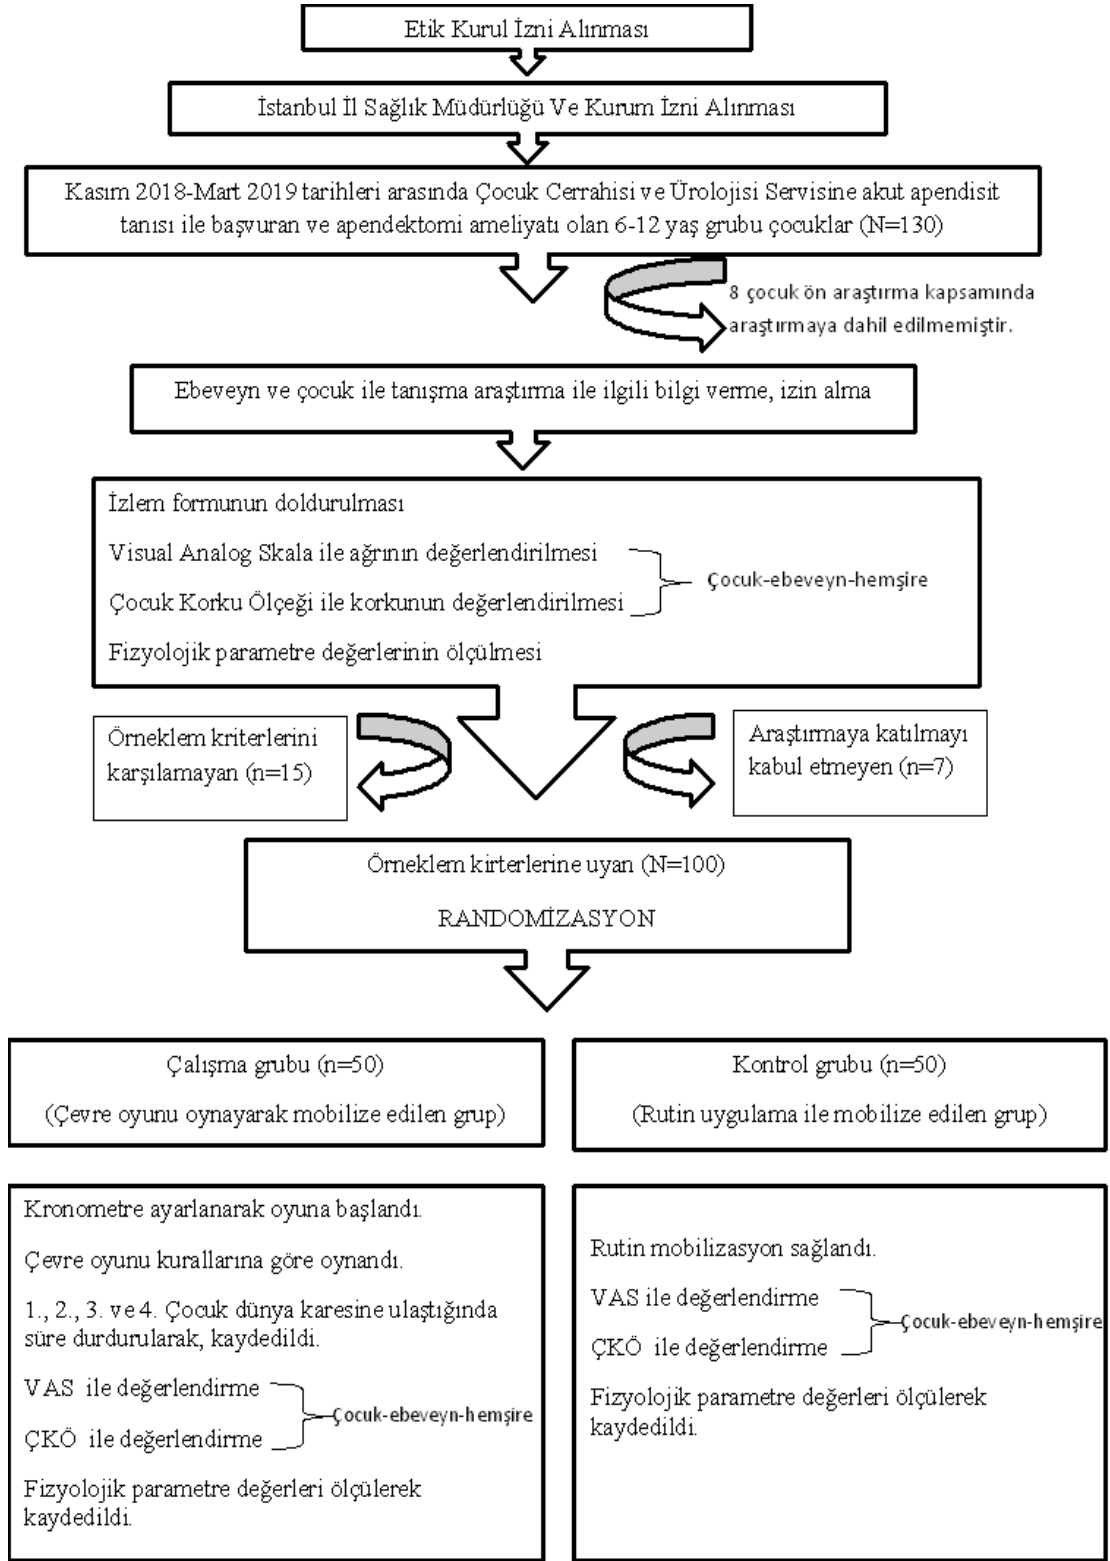 Etik Kurul İzni Alınması
İstanbul İl Sağlık Müdürlüğü Ve Kurum İzni Alınması
Kasım 2018-Mart 2019 tarihleri arasında Çocuk Cerrahisi ve Ürolojisi Servisine akut apendisit
tanısı ile başvuran ve apendektomi ameliyatı olan 6-12 yaş grubu çocuklar (N=130)
8 çocuk ön araştırma kapsamında
araştırmaya dahil edilmemiştir.
Ebeveyn ve çocuk ile tanışma araştırma ile ilgili bilgi verme, izin alma
İzlem formunun doldurulması
Visual Analog Skala ile ağrının değerlendirilmesi
Çocuk-ebeveyn-hemşire
Çocuk Korku Ölçeği ile korkunun değerlendirilmesi
Fizyolojik parametre değerlerinin ölçülmesi
Örneklem kriterlerini
karşılamayan (n=15)
Araştırmaya katılmayı
kabul etmeyen (n=7)
Örneklem kirterlerine uyan (N=100)
RANDOMİZASYON
Çalışma grubu (n=50)
(Çevre oyunu oynayarak mobilize edilen grup)
Kontrol grubu (n=50)
(Rutin uygulama ile mobilize edilen grup)
Kronometre ayarlanarak oyuna başlandı.
Çevre oyunu kurallarına göre oynandı.
1., 2., 3. ve 4. Çocuk dünya karesine ulaştığında
süre durdurularak, kaydedildi.
VAS ile değerlendirme
Çocuk-ebeveyn-hemşire
ÇKÖ ile değerlendirme
Fizyolojik parametre değerleri ölçülerek
kaydedildi.
Rutin mobilizasyon sağlandı.
VAS ile değerlendirme
Çocuk-ebeveyn-hemşire
ÇKÖ ile değerlendirme
Fizyolojik parametre değerleri ölçülerek
kaydedildi.